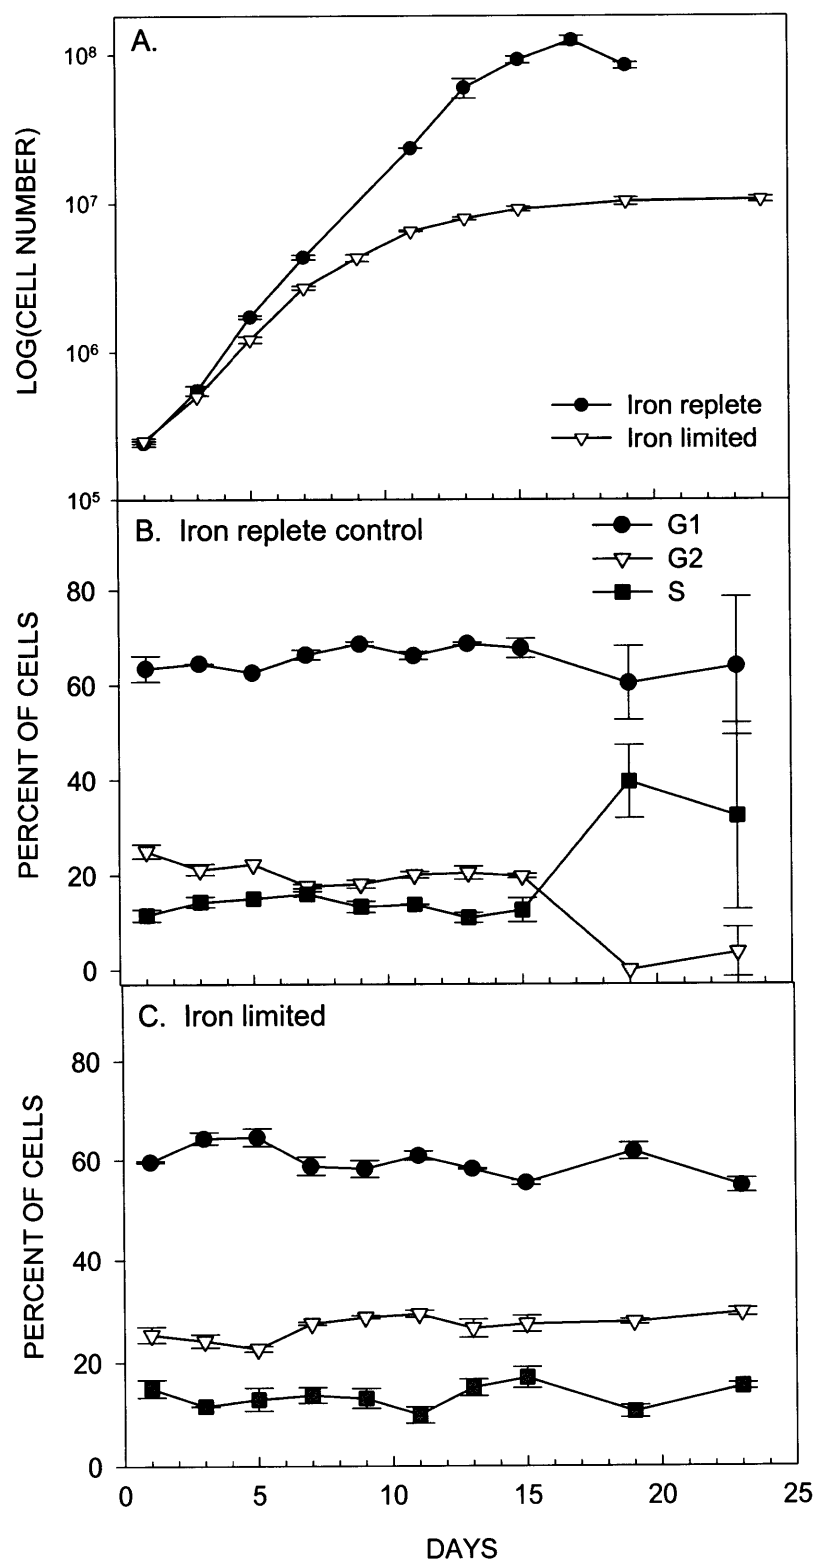 A.
10⁸
10⁷
10⁶
10⁵
LOG(CELL NUMBER)
Iron replete
Iron limited
B. Iron replete control
G1
G2
S
80
60
40
20
0
PERCENT OF CELLS
C. Iron limited
80
60
40
20
0
PERCENT OF CELLS
0 5 10 15 20 25
DAYS